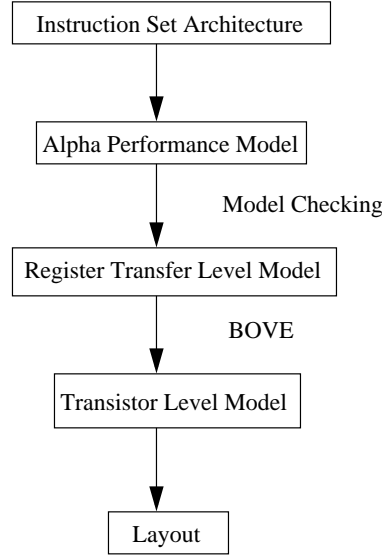 Instruction Set Architecture
Alpha Performance Model
Model Checking
Register Transfer Level Model
BOVE
Transistor Level Model
Layout